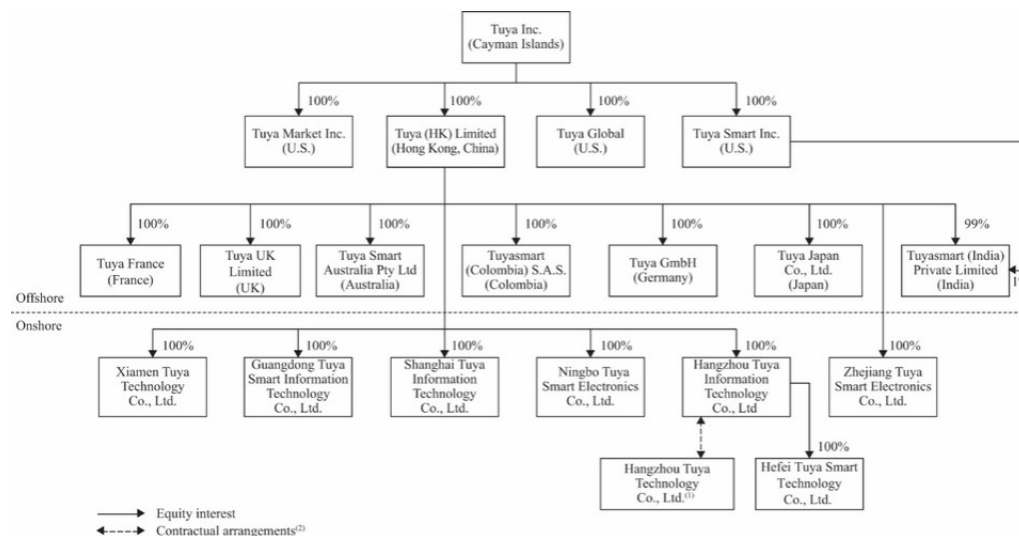 Tuya Inc.
(Cayman Islands)
100%
100%
100%
100%
Tuya Market Inc.
(U.S.)
Tuya (HK) Limited
(Hong Kong, China)
Tuya Global
(U.S.)
Tuya Smart Inc.
(U.S.)
100%
100%
100%
100%
100%
100%
99%
Tuya France
(France)
Tuya UK
Limited
(UK)
Tuya Smart
Australia Pty Ltd
(Australia)
Tuyasmart
(Colombia) S.A.S.
(Colombia)
Tuya GmbH
(Germany)
Tuya Japan
Co., Ltd.
(Japan)
Tuyasmart (India)
Private Limited
(India)
Offshore
Onshore
100%
100%
100%
100%
100%
100%
Xiamen Tuya
Technology
Co., Ltd.
Guangdong Tuya
Smart Information
Technology
Co., Ltd.
Shanghai Tuya
Information
Technology
Co., Ltd.
Ningbo Tuya
Smart Electronics
Co., Ltd.
Hangzhou Tuya
Information
Technology
Co., Ltd
Zhejiang Tuya
Smart Electronics
Co., Ltd.
100%
Hangzhou Tuya
Technology
Co., Ltd.(1)
Hefei Tuya Smart
Technology
Co., Ltd.
Equity interest
Contractual arrangements(2)